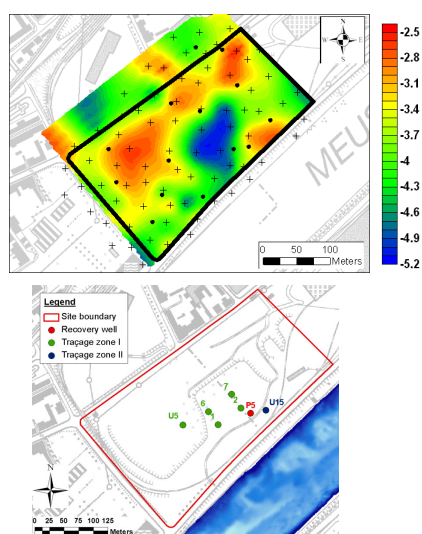 N
W E
S
MEUS
0 50 100
Meters
-2.5
-2.8
-3.1
-3.4
-3.7
-4
-4.3
-4.6
-4.9
-5.2
Legend
Site boundary
Recovery well
Traçage zone I
Traçage zone II
7
2
6
1
U5
P5
U15
N
0 25 50 75 100 125
Meters